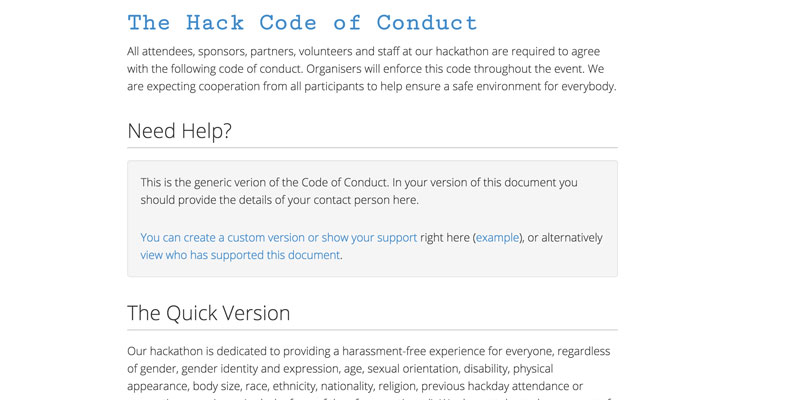 The Hack Code of Conduct
All attendees, sponsors, partners, volunteers and staff at our hackathon are required to agree
with the following code of conduct. Organisers will enforce this code throughout the event. We
are expecting cooperation from all participants to help ensure a safe environment for everybody.
Need Help?
This is the generic verion of the Code of Conduct. In your version of this document you
should provide the details of your contact person here.
You can create a custom version or show your support right here (example), or alternatively
view who has supported this document.
The Quick Version
Our hackathon is dedicated to providing a harassment-free experience for everyone, regardless
of gender, gender identity and expression, age, sexual orientation, disability, physical
appearance, body size, race, ethnicity, nationality, religion, previous hackday attendance or